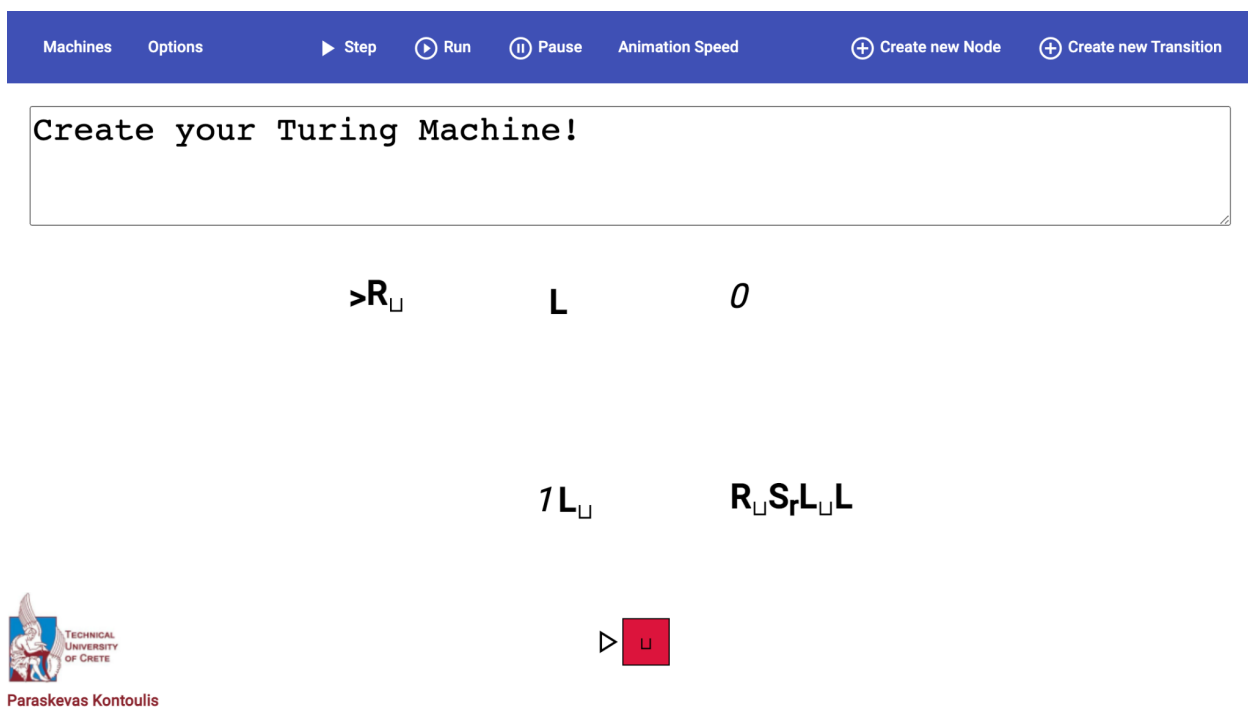 Machines Options Step Run Pause Animation Speed Create new Node Create new Transition
Create your Turing Machine!
>R⊔ L 0
1L⊔ R⊔SrL⊔L
⊔
TECHNICAL
UNIVERSITY
OF CRETE
Paraskevas Kontoulis